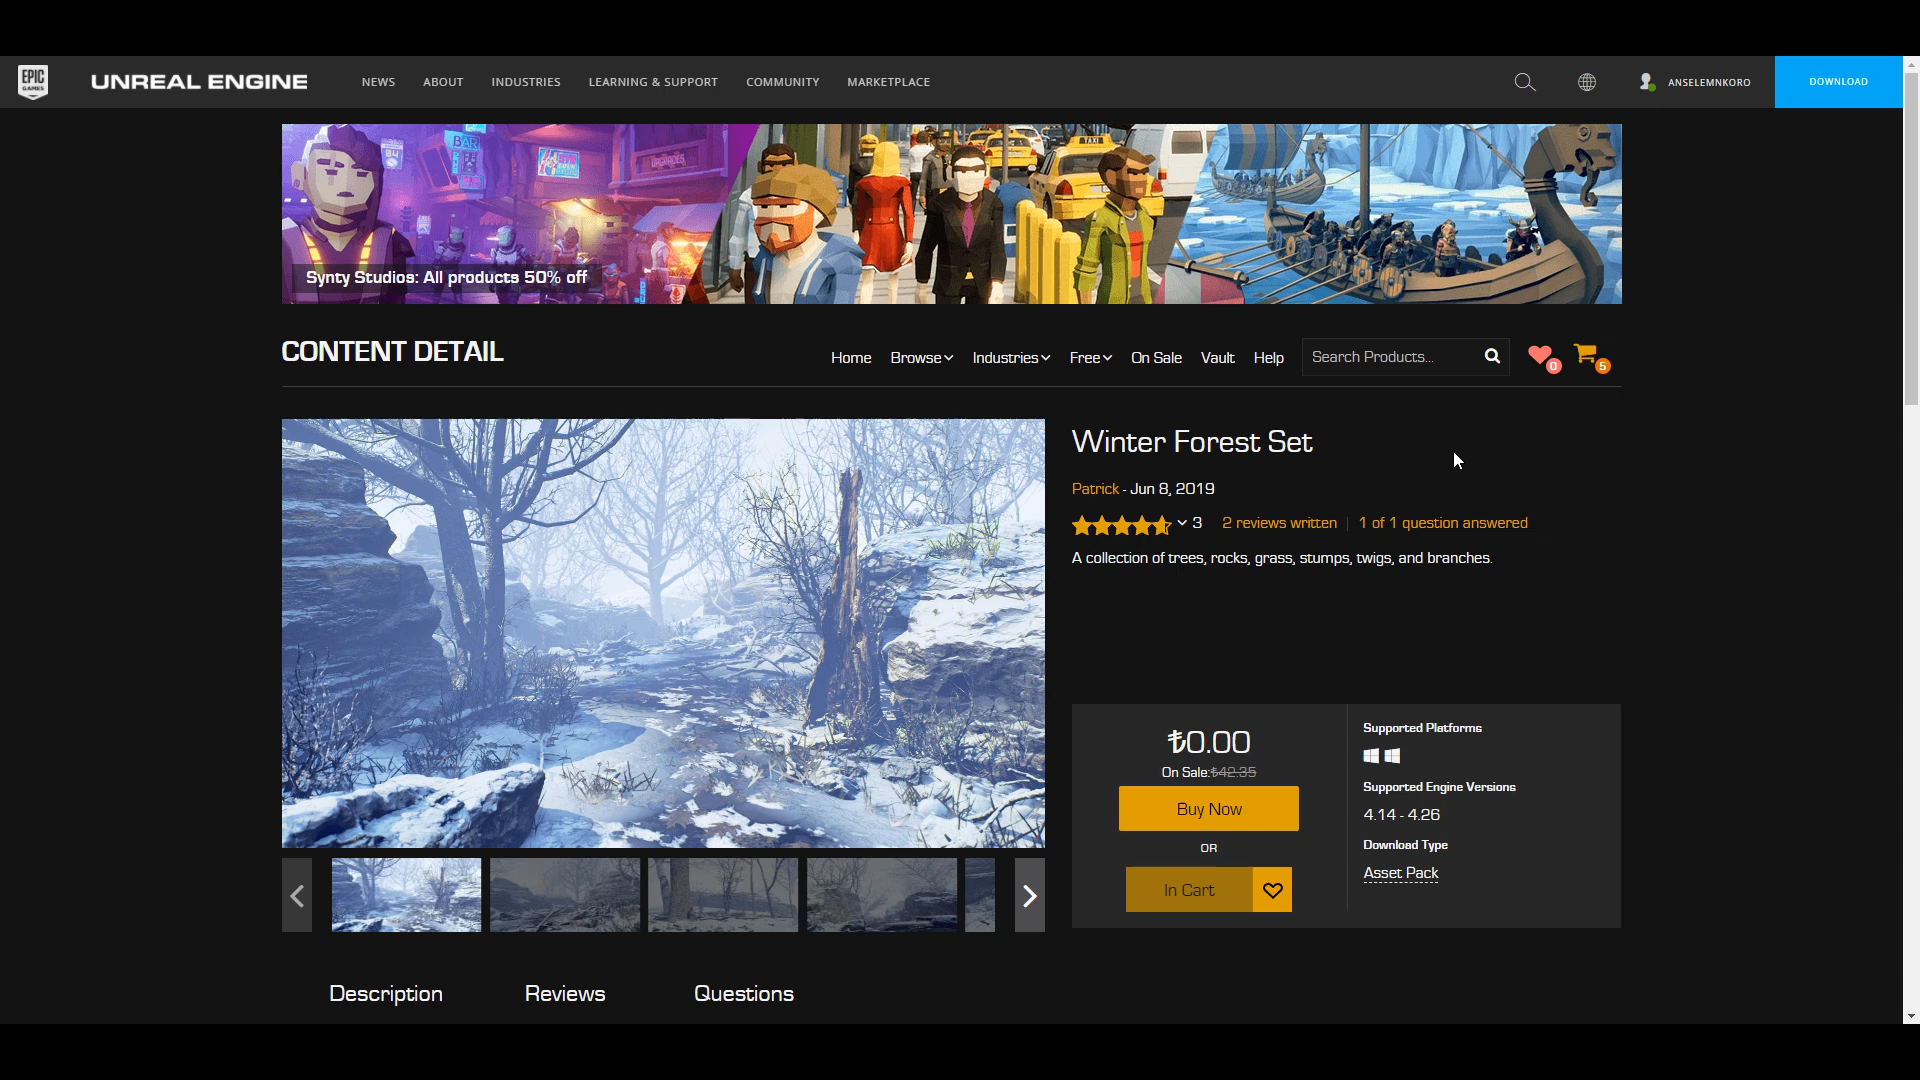 EPIC GAMES
UNREAL ENGINE
NEWS
ABOUT
INDUSTRIES
LEARNING & SUPPORT
COMMUNITY
MARKETPLACE
ANSELEMNKORO
DOWNLOAD
BAR
TAXI
Synty Studios: All products 50% off
CONTENT DETAIL
Home
Browse
Industries
Free
On Sale
Vault
Help
Search Products...
0
5
Winter Forest Set
Patrick - Jun 8, 2019
3
2 reviews written
1 of 1 question answered
A collection of trees, rocks, grass, stumps, twigs, and branches.
₺0.00
On Sale:₺42.35
Buy Now
OR
In Cart
Supported Platforms
Supported Engine Versions
4.14 - 4.26
Download Type
Asset Pack
Description
Reviews
Questions